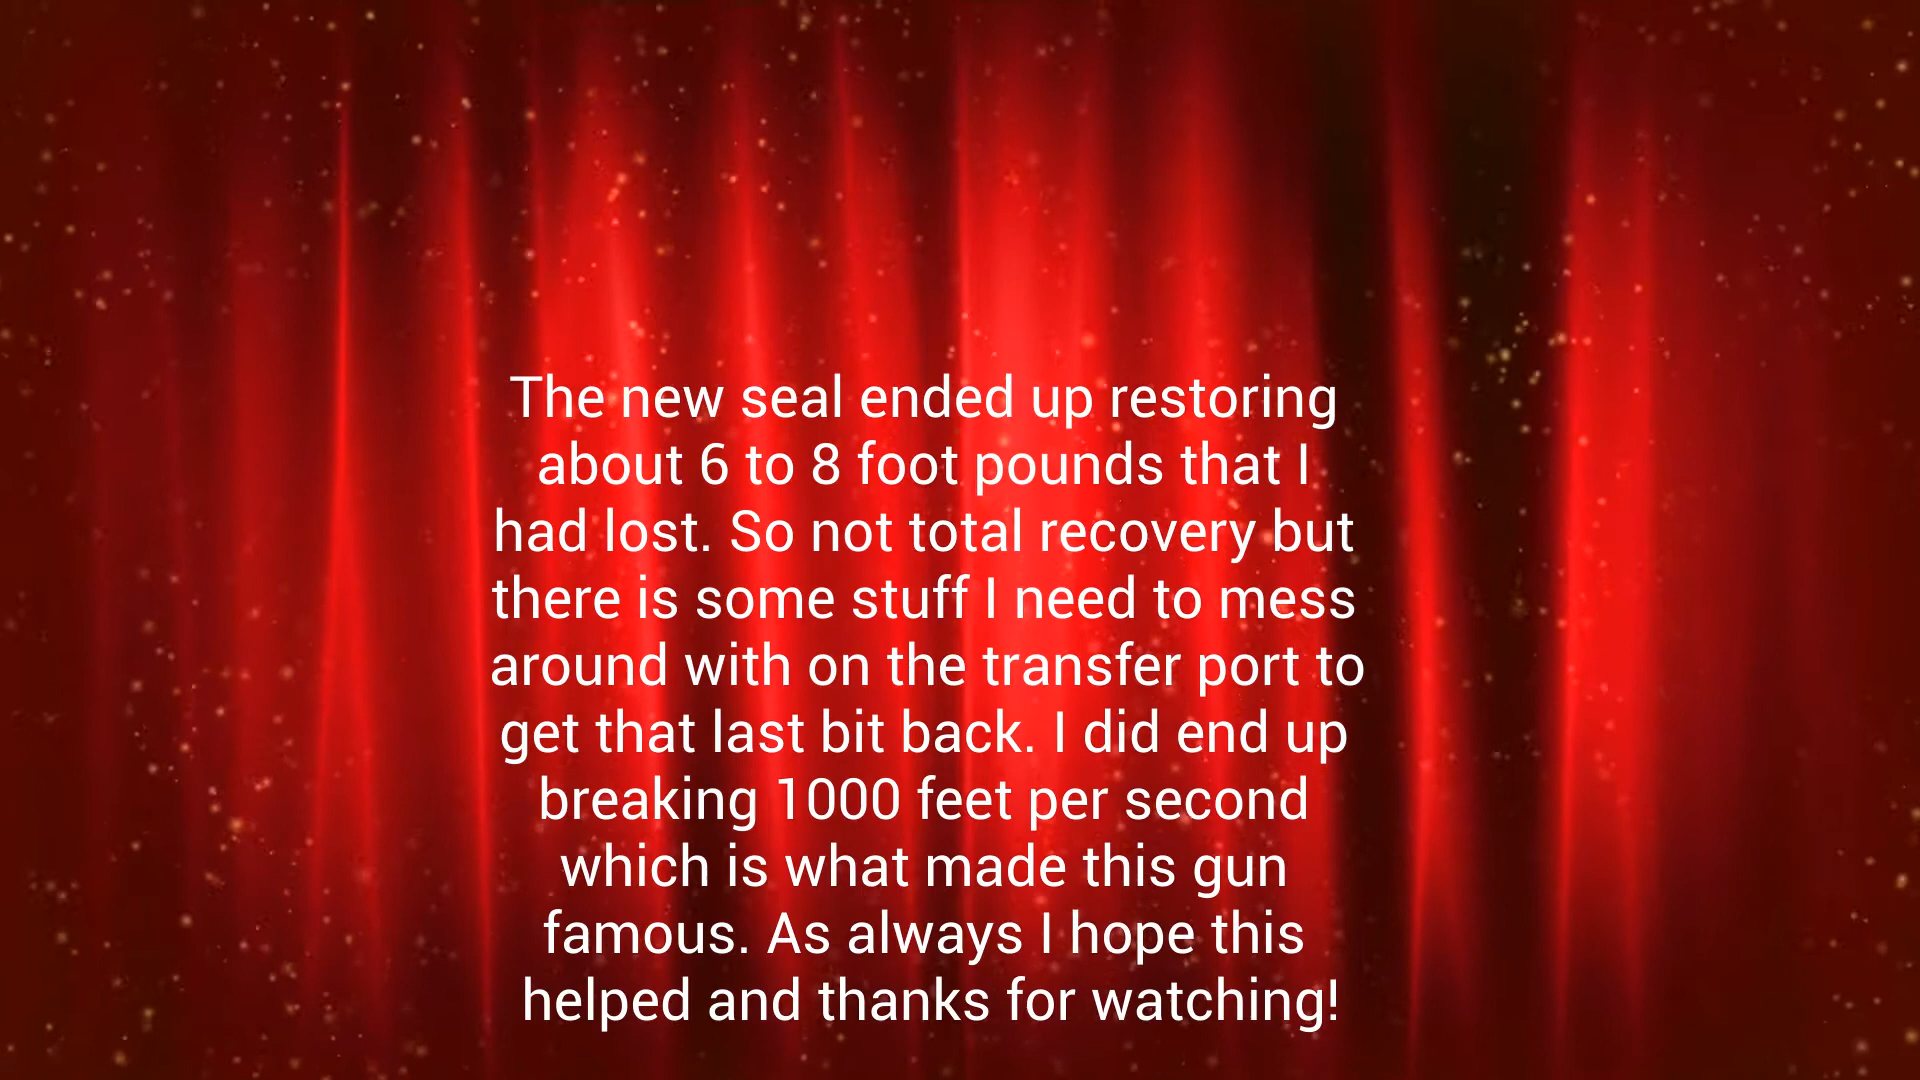 The new seal ended up restoring
about 6 to 8 foot pounds that I
had lost. So not total recovery but
there is some stuff I need to mess
around with on the transfer port to
get that last bit back. I did end up
breaking 1000 feet per second
which is what made this gun
famous. As always I hope this
helped and thanks for watching!